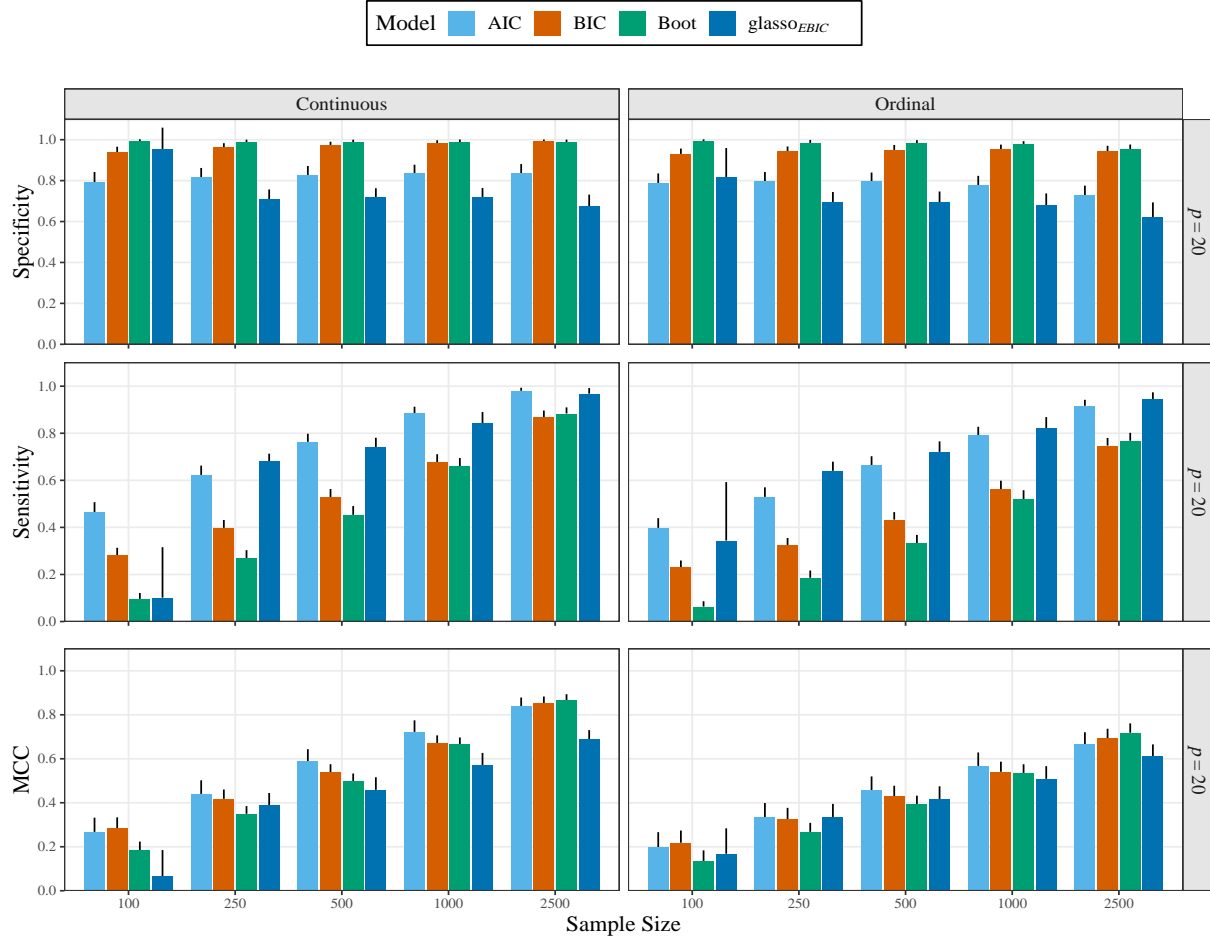 Model AIC BIC Boot glassoEBIC
Continuous Ordinal
Specificity
1.0
0.8
0.6
0.4
0.2
0.0
p = 20
Sensitivity
1.0
0.8
0.6
0.4
0.2
0.0
p = 20
MCC
1.0
0.8
0.6
0.4
0.2
0.0
p = 20
100 250 500 1000 2500 100 250 500 1000 2500
Sample Size